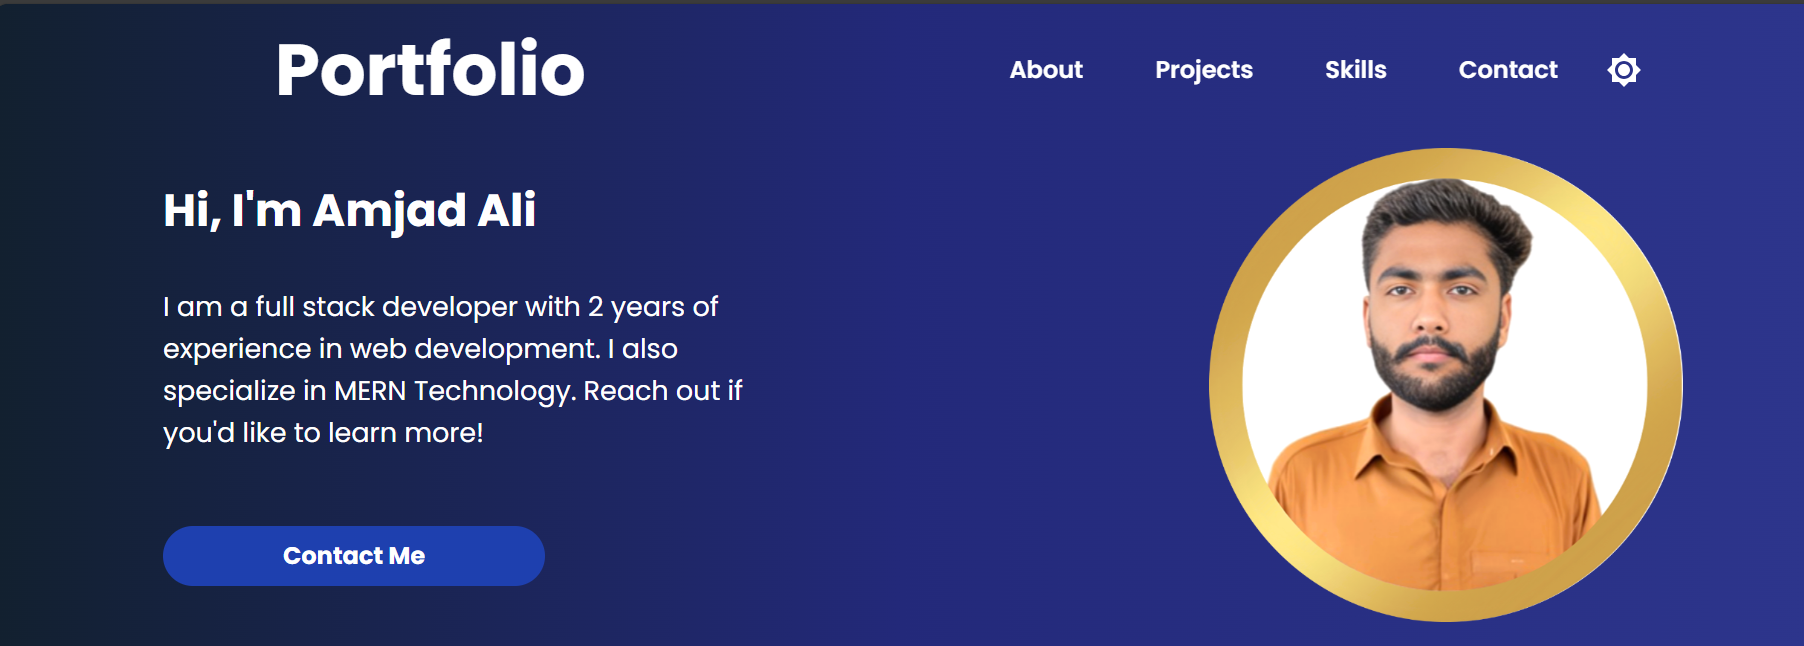 Portfolio
About
Projects
Skills
Contact
Hi, I'm Amjad Ali
I am a full stack developer with 2 years of
experience in web development. I also
specialize in MERN Technology. Reach out if
you'd like to learn more!
Contact Me